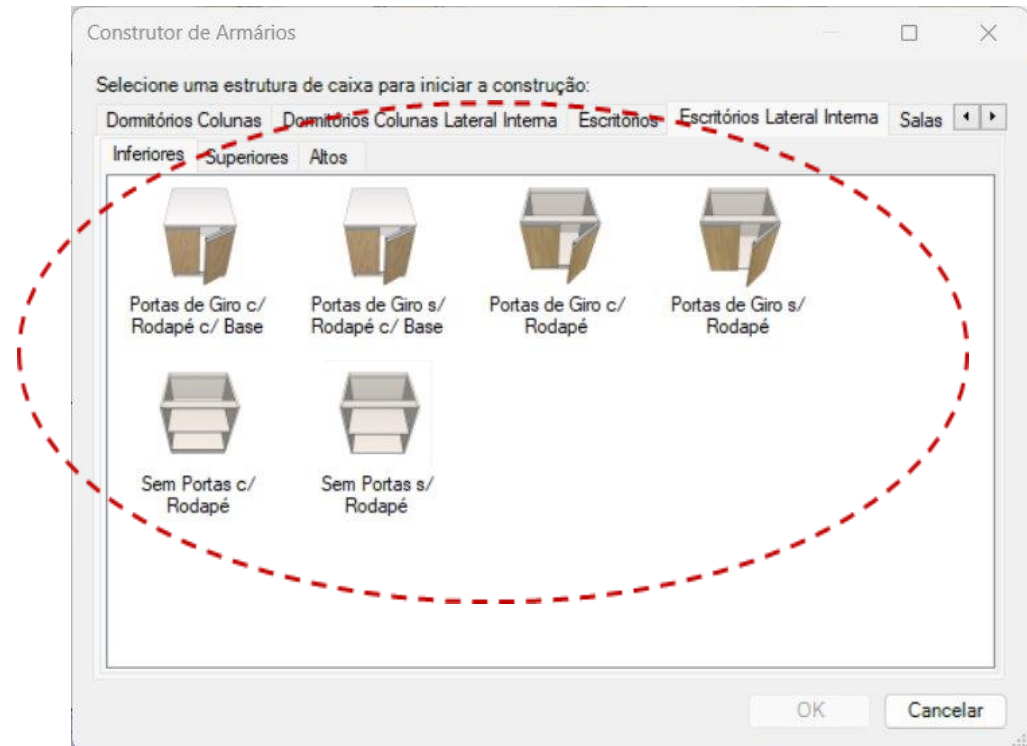 Construtor de Armários
Selecione uma estrutura de caixa para iniciar a construção:
Dormitórios Colunas Dormitórios Colunas Lateral Interna Escritórios Escritórios Lateral Interna Salas
Inferiores Superiores Altos
Portas de Giro c/ Portas de Giro s/ Portas de Giro c/ Portas de Giro s/
Rodapé c/ Base Rodapé c/ Base Rodapé Rodapé
Sem Portas c/ Sem Portas s/
Rodapé Rodapé
OK Cancelar